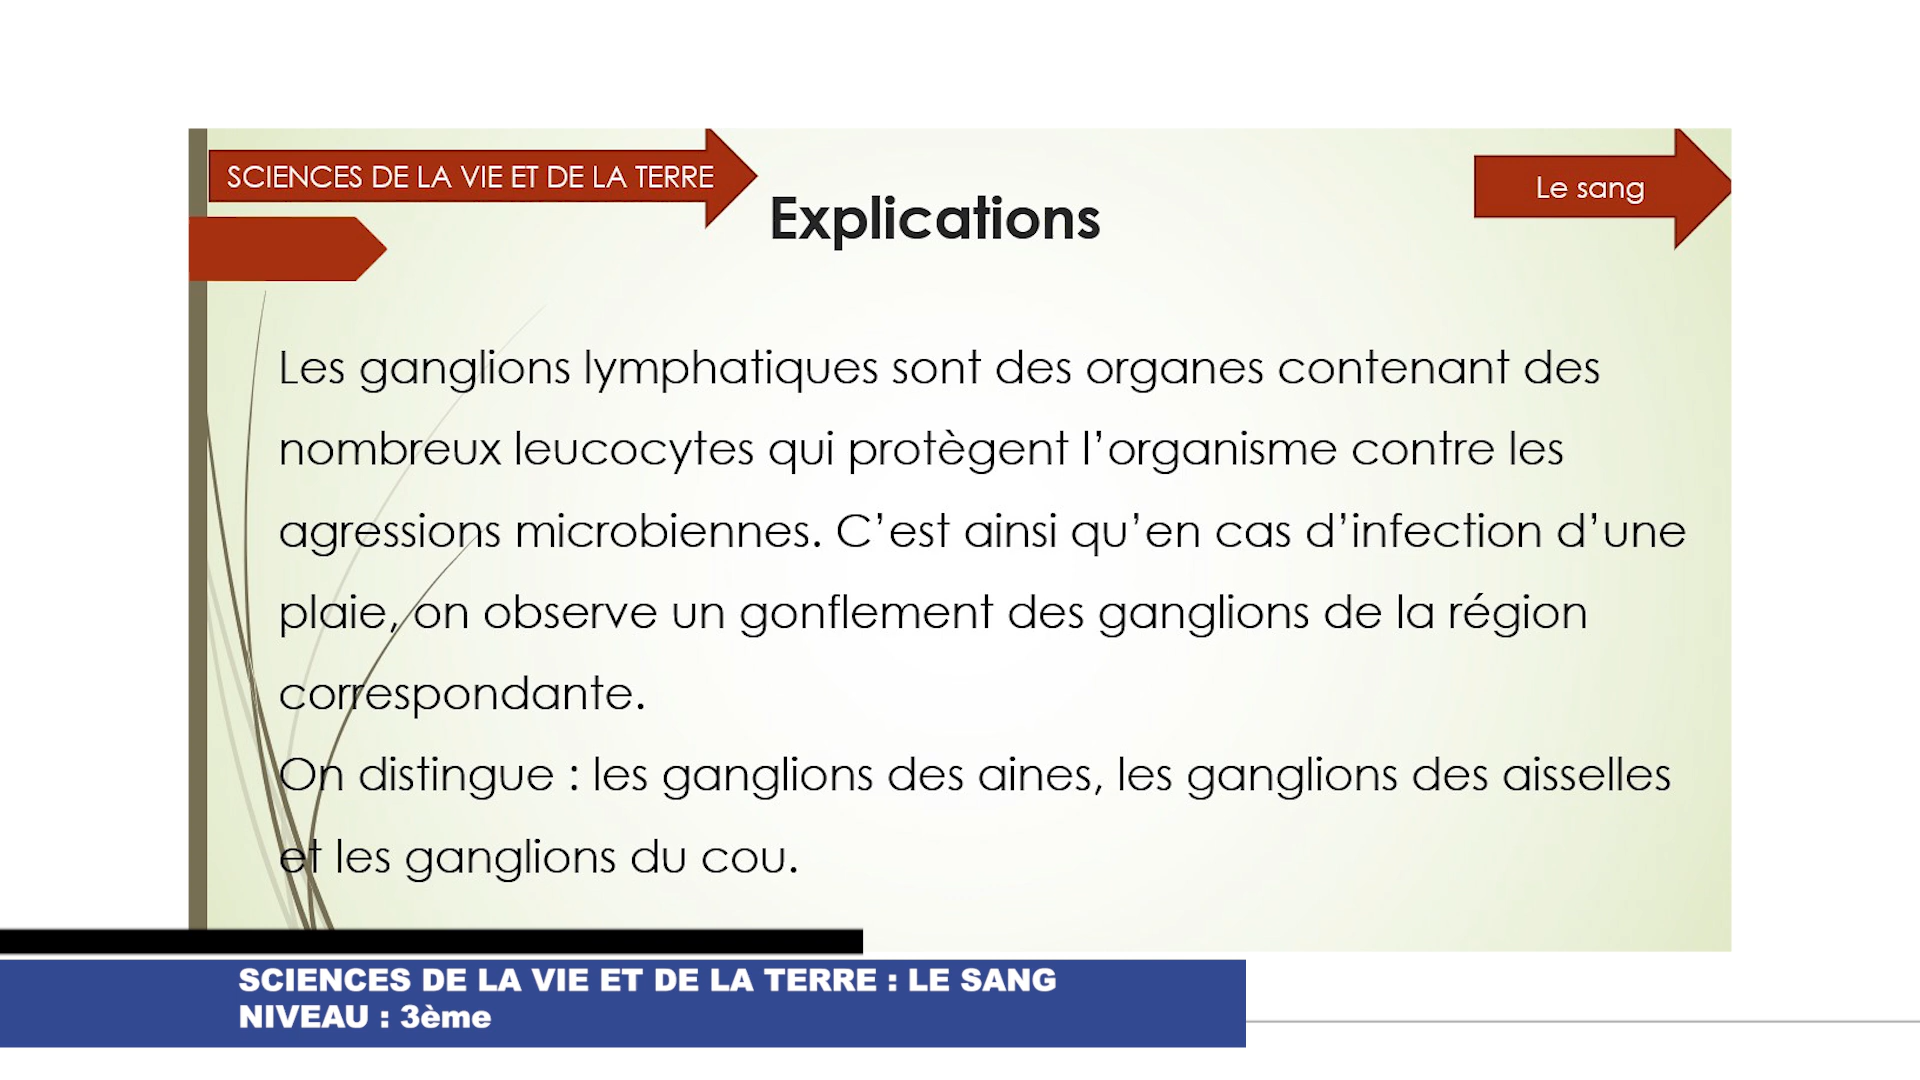 SCIENCES DE LA VIE ET DE LA TERRE
Le sang
Explications
Les ganglions lymphatiques sont des organes contenant des
nombreux leucocytes qui protègent l’organisme contre les
agressions microbiennes. C’est ainsi qu’en cas d’infection d’une
plaie, on observe un gonflement des ganglions de la région
correspondante.
On distingue : les ganglions des aines, les ganglions des aisselles
et les ganglions du cou.
SCIENCES DE LA VIE ET DE LA TERRE : LE SANG
NIVEAU : 3ème